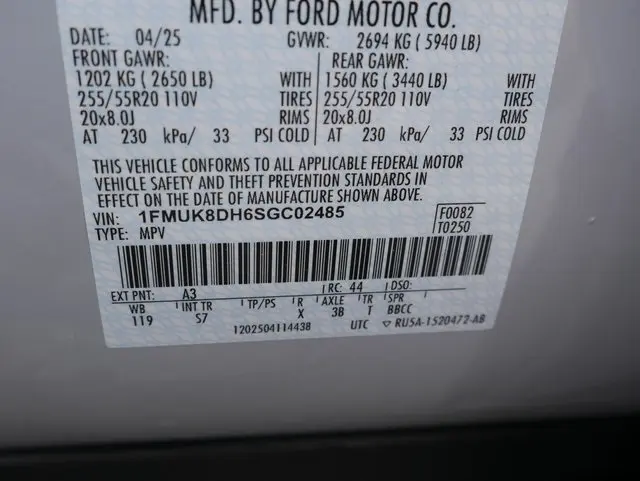 MFD. BY FORD MOTOR CO.
DATE: 04/25 GVWR: 2694 KG ( 5940 LB)
FRONT GAWR: REAR GAWR:
1202 KG ( 2650 LB) WITH 1560 KG ( 3440 LB) WITH
255/55R20 110V TIRES 255/55R20 110V TIRES
20x8.0J RIMS 20x8.0J RIMS
AT 230 kPa/ 33 PSI COLD AT 230 kPa/ 33 PSI COLD
THIS VEHICLE CONFORMS TO ALL APPLICABLE FEDERAL MOTOR
VEHICLE SAFETY AND THEFT PREVENTION STANDARDS IN
EFFECT ON THE DATE OF MANUFACTURE SHOWN ABOVE.
VIN: 1FMUK8DH6SGC02485 F0082
TYPE: MPV T0250
EXT PNT: A3 RC: 44 DSO:
WB INT TR TP/PS R AXLE TR SPR
119 S7 X 3B T BBCC
1202504114438 UTC ▽ RU5A-1520472-AB